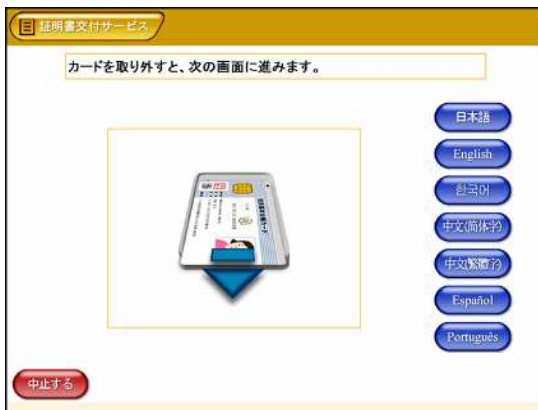 証明書交付サービス
カードを取り外すと、次の画面に進みます。
日本語
English
한국어
中文(简体字)
中文(繁體字)
Español
Português
中止する